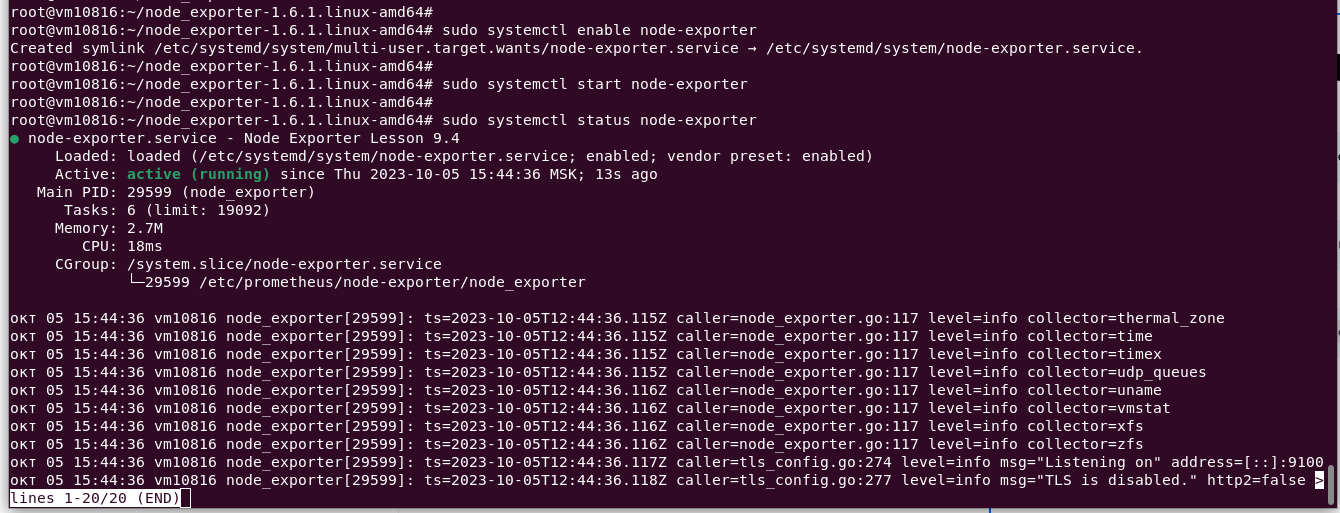 root@vm10816:~/node_exporter-1.6.1.linux-amd64#
root@vm10816:~/node_exporter-1.6.1.linux-amd64# sudo systemctl enable node-exporter
Created symlink /etc/systemd/system/multi-user.target.wants/node-exporter.service → /etc/systemd/system/node-exporter.service.
root@vm10816:~/node_exporter-1.6.1.linux-amd64#
root@vm10816:~/node_exporter-1.6.1.linux-amd64# sudo systemctl start node-exporter
root@vm10816:~/node_exporter-1.6.1.linux-amd64#
root@vm10816:~/node_exporter-1.6.1.linux-amd64# sudo systemctl status node-exporter
● node-exporter.service - Node Exporter Lesson 9.4
Loaded: loaded (/etc/systemd/system/node-exporter.service; enabled; vendor preset: enabled)
Active: active (running) since Thu 2023-10-05 15:44:36 MSK; 13s ago
Main PID: 29599 (node_exporter)
Tasks: 6 (limit: 19092)
Memory: 2.7M
CPU: 18ms
CGroup: /system.slice/node-exporter.service
└─29599 /etc/prometheus/node-exporter/node_exporter
окт 05 15:44:36 vm10816 node_exporter[29599]: ts=2023-10-05T12:44:36.115Z caller=node_exporter.go:117 level=info collector=thermal_zone
окт 05 15:44:36 vm10816 node_exporter[29599]: ts=2023-10-05T12:44:36.115Z caller=node_exporter.go:117 level=info collector=time
окт 05 15:44:36 vm10816 node_exporter[29599]: ts=2023-10-05T12:44:36.115Z caller=node_exporter.go:117 level=info collector=timex
окт 05 15:44:36 vm10816 node_exporter[29599]: ts=2023-10-05T12:44:36.115Z caller=node_exporter.go:117 level=info collector=udp_queues
окт 05 15:44:36 vm10816 node_exporter[29599]: ts=2023-10-05T12:44:36.116Z caller=node_exporter.go:117 level=info collector=uname
окт 05 15:44:36 vm10816 node_exporter[29599]: ts=2023-10-05T12:44:36.116Z caller=node_exporter.go:117 level=info collector=vmstat
окт 05 15:44:36 vm10816 node_exporter[29599]: ts=2023-10-05T12:44:36.116Z caller=node_exporter.go:117 level=info collector=xfs
окт 05 15:44:36 vm10816 node_exporter[29599]: ts=2023-10-05T12:44:36.116Z caller=node_exporter.go:117 level=info collector=zfs
окт 05 15:44:36 vm10816 node_exporter[29599]: ts=2023-10-05T12:44:36.117Z caller=tls_config.go:274 level=info msg="Listening on" address=[::]:9100
окт 05 15:44:36 vm10816 node_exporter[29599]: ts=2023-10-05T12:44:36.118Z caller=tls_config.go:277 level=info msg="TLS is disabled." http2=false >
lines 1-20/20 (END)